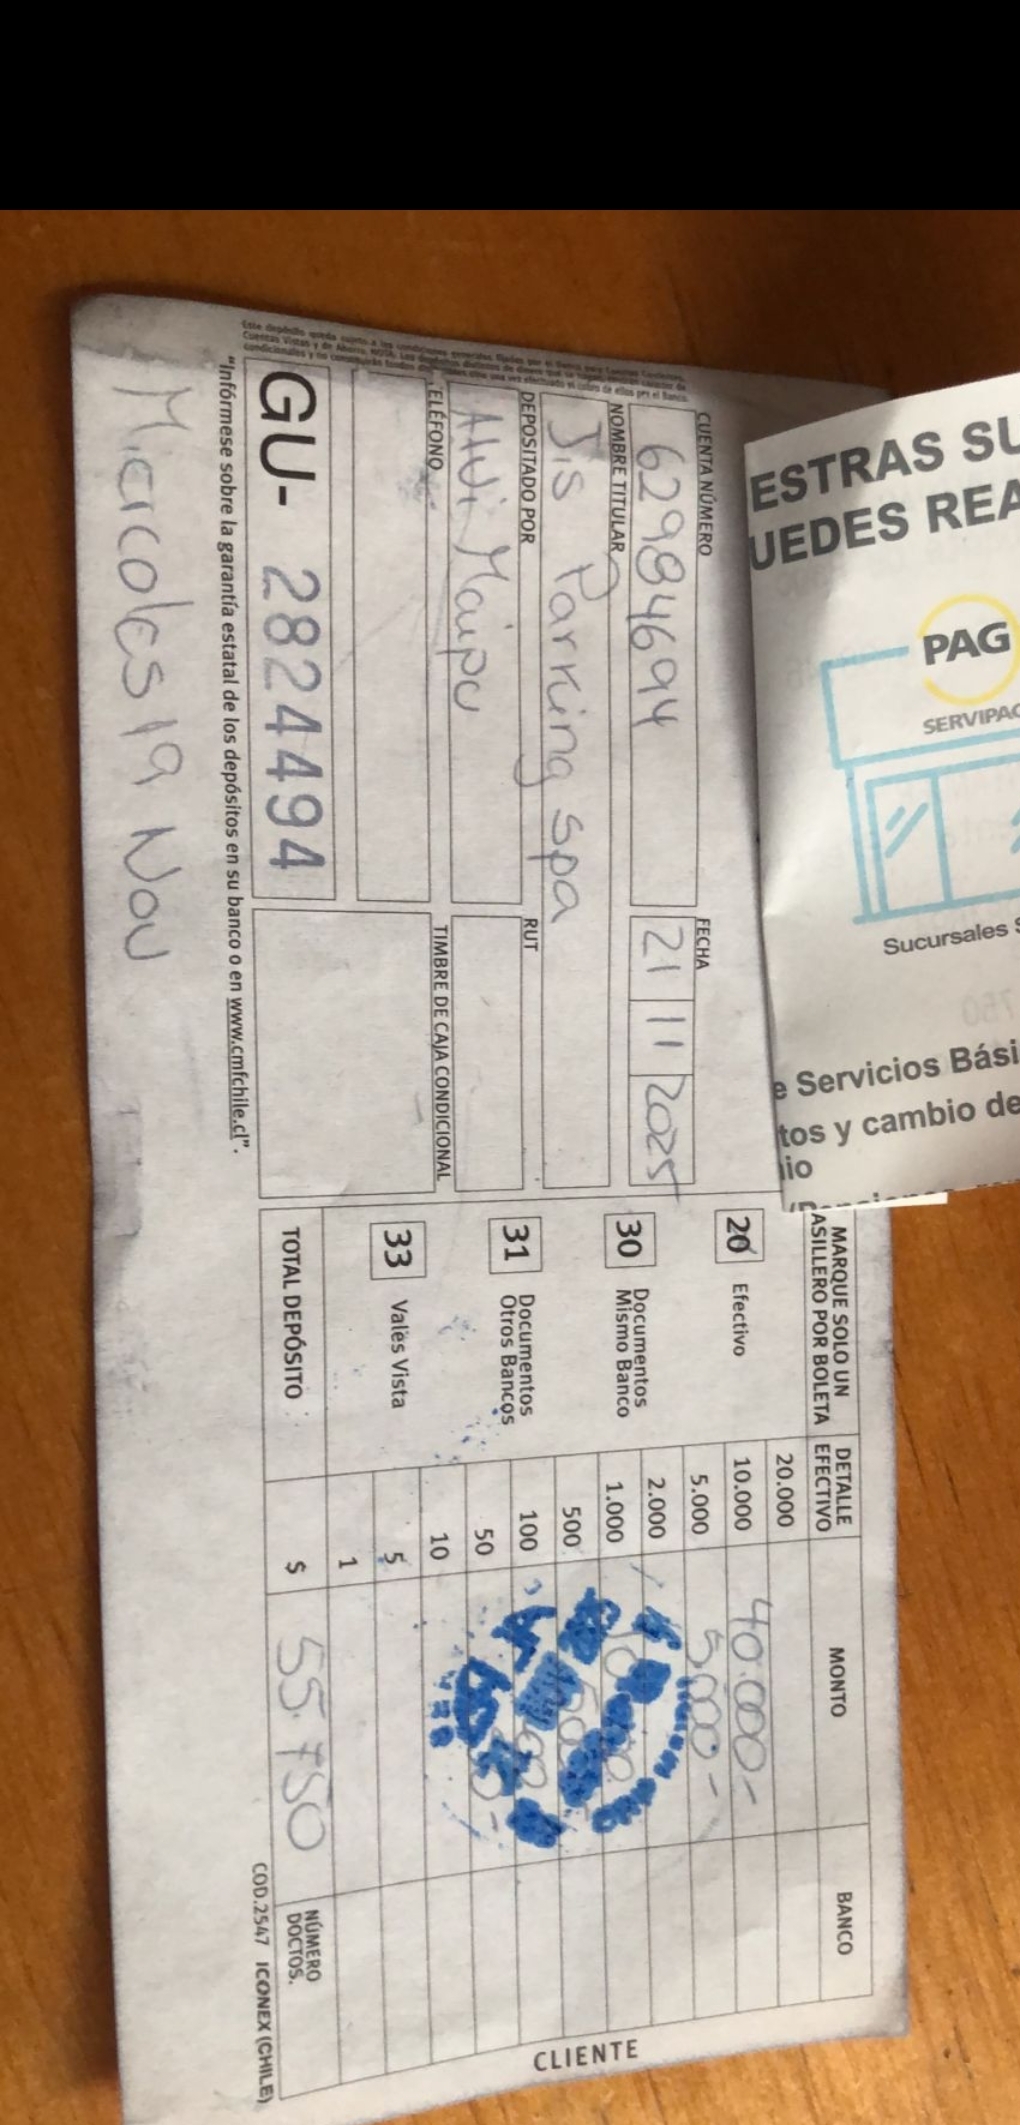 CUENTA NÚMERO
62984694
FECHA
21 11 2025
NOMBRE TITULAR
Jis Parking spa
DEPOSITADO POR
Alvi Maipu
RUT
TELÉFONO
TIMBRE DE CAJA CONDICIONAL
GU- 2824494
"Infórmese sobre la garantía estatal de los depósitos en su banco o en www.cmfchile.cl".
Miercoles 19 Nov
MARQUE SOLO UN
ASILLERO POR BOLETA
20 Efectivo
30 Documentos
Mismo Banco
31 Documentos
Otros Bancos
33 Vales Vista
TOTAL DEPÓSITO
DETALLE
EFECTIVO
MONTO
BANCO
20.000
10.000 40.000-
5.000 5000-
2.000
1.000
500
100
50
10
5
1
$ 55.750
NÚMERO
DOCTOS.
COD.2547 ICONEX (CHILE)
CLIENTE
ESTRAS SU
UEDES REA
PAG
SERVIPAG
Sucursales S
e Servicios Bási
tos y cambio de
io